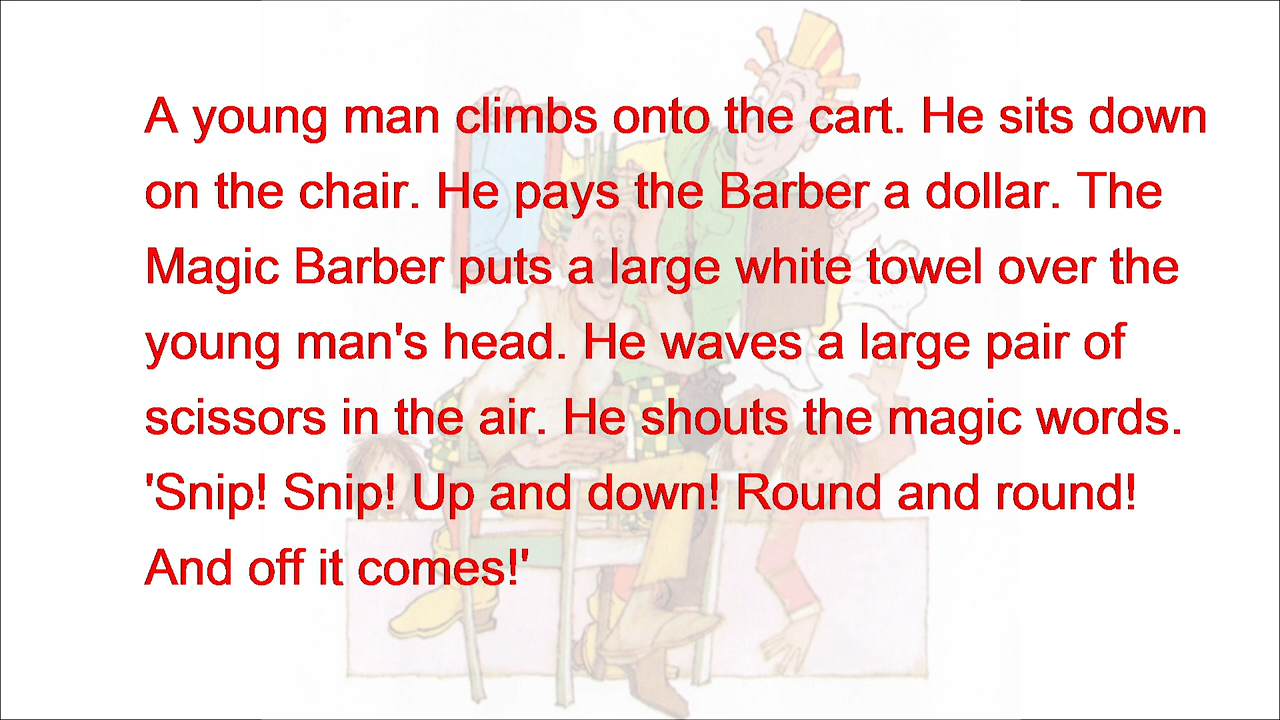 A young man climbs onto the cart. He sits down
on the chair. He pays the Barber a dollar. The
Magic Barber puts a large white towel over the
young man's head. He waves a large pair of
scissors in the air. He shouts the magic words.
'Snip! Snip! Up and down! Round and round!
And off it comes!'